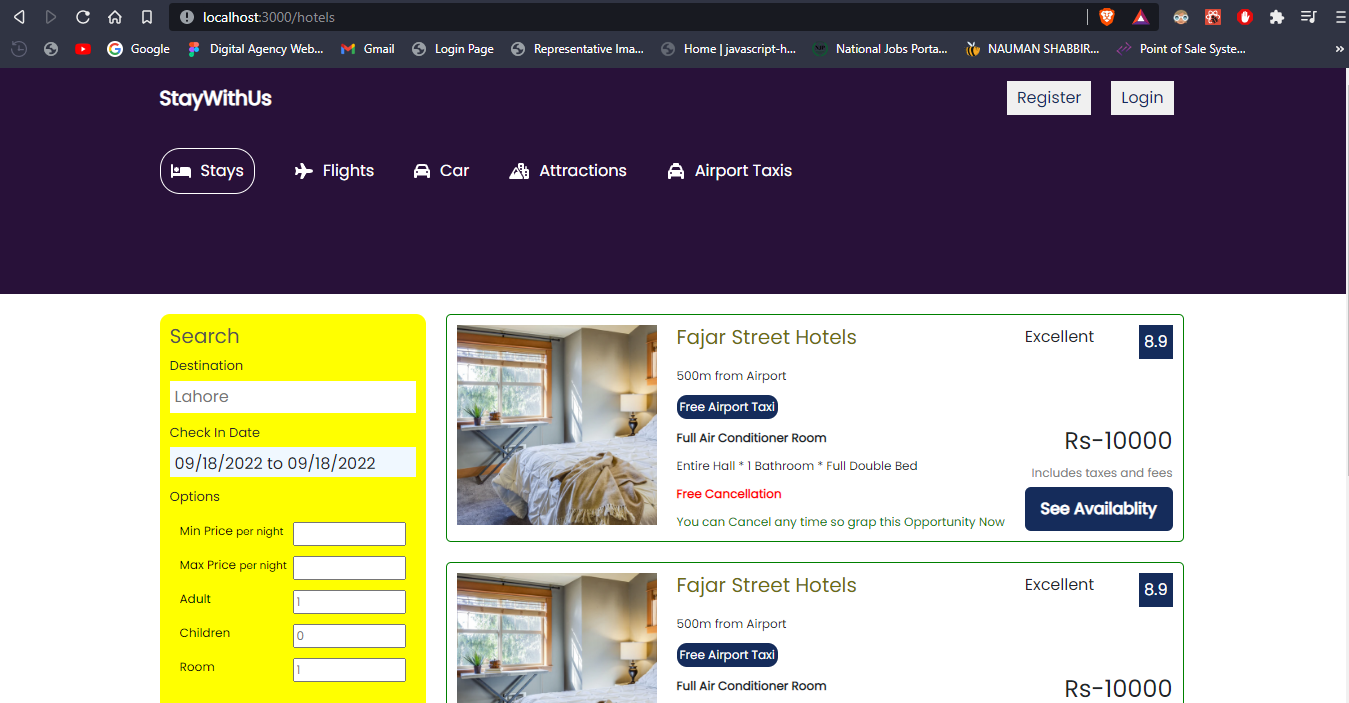 localhost:3000/hotels
Google
Digital Agency Web...
Gmail
Login Page
Representative Ima...
Home | javascript-h...
National Jobs Porta...
NAUMAN SHABBIR...
Point of Sale Syste...
»
StayWithUs
Register
Login
Stays
Flights
Car
Attractions
Airport Taxis
Search
Destination
Lahore
Check In Date
09/18/2022 to 09/18/2022
Options
Min Price per night
Max Price per night
Adult
1
Children
0
Room
1
Fajar Street Hotels
500m from Airport
Free Airport Taxi
Full Air Conditioner Room
Entire Hall * 1 Bathroom * Full Double Bed
Free Cancellation
You can Cancel any time so grap this Opportunity Now
Excellent
8.9
Rs-10000
Includes taxes and fees
See Availablity
Fajar Street Hotels
500m from Airport
Free Airport Taxi
Full Air Conditioner Room
Excellent
8.9
Rs-10000